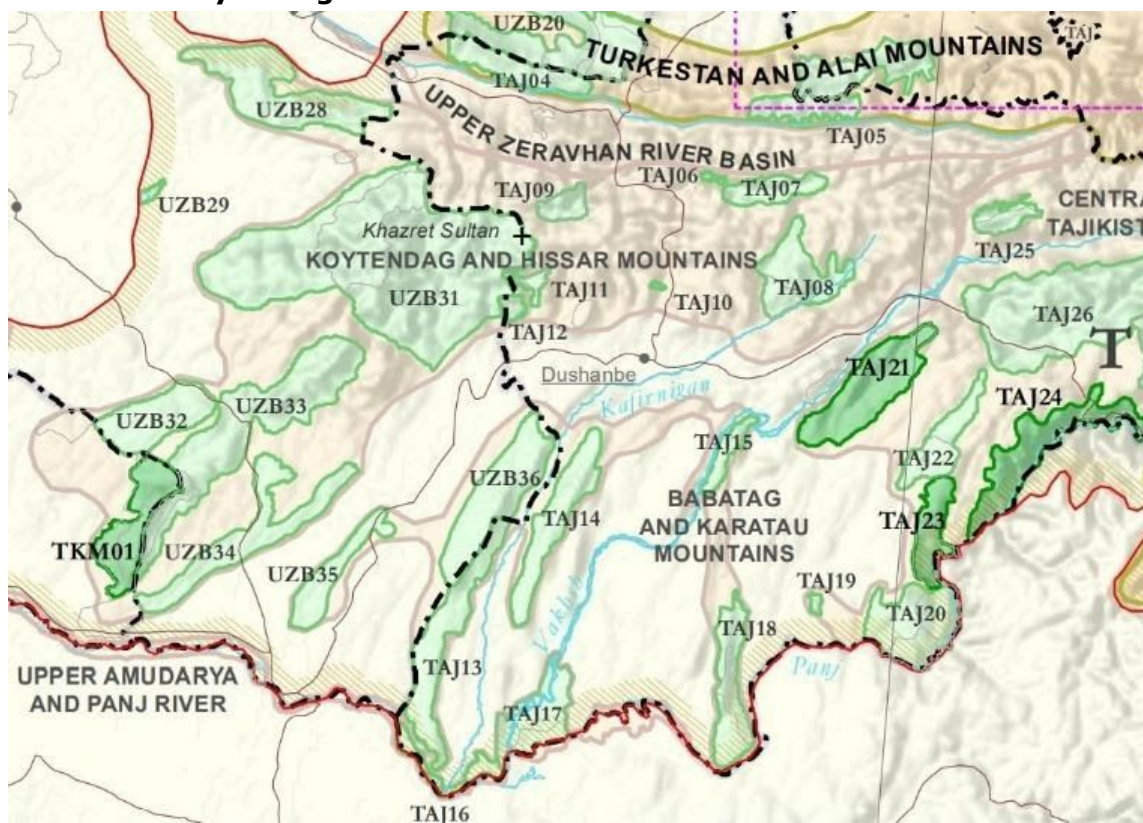 UZB20
TURKESTAN AND ALAI MOUNTAINS
TAJ
TAJ04
UZB28
UPPER ZERAVHAN RIVER BASIN
TAJ05
TAJ06
TAJ07
TAJ09
UZB29
Khazret Sultan
CENTRA
TAJIKIST
KOYTENDAG AND HISSAR MOUNTAINS
TAJ25
UZB31
TAJ11
TAJ10
TAJ08
TAJ26
TAJ12
T
Dushanbe
TAJ21
Kafirnigan
TAJ24
UZB32
UZB33
TAJ15
TAJ22
UZB36
BABATAG
AND KARATAU
MOUNTAINS
TAJ14
TAJ23
TKM01
UZB34
UZB35
TAJ19
Vakhsh
TAJ20
TAJ18
UPPER AMUDARYA
AND PANJ RIVER
TAJ13
Panj
TAJ17
TAJ16